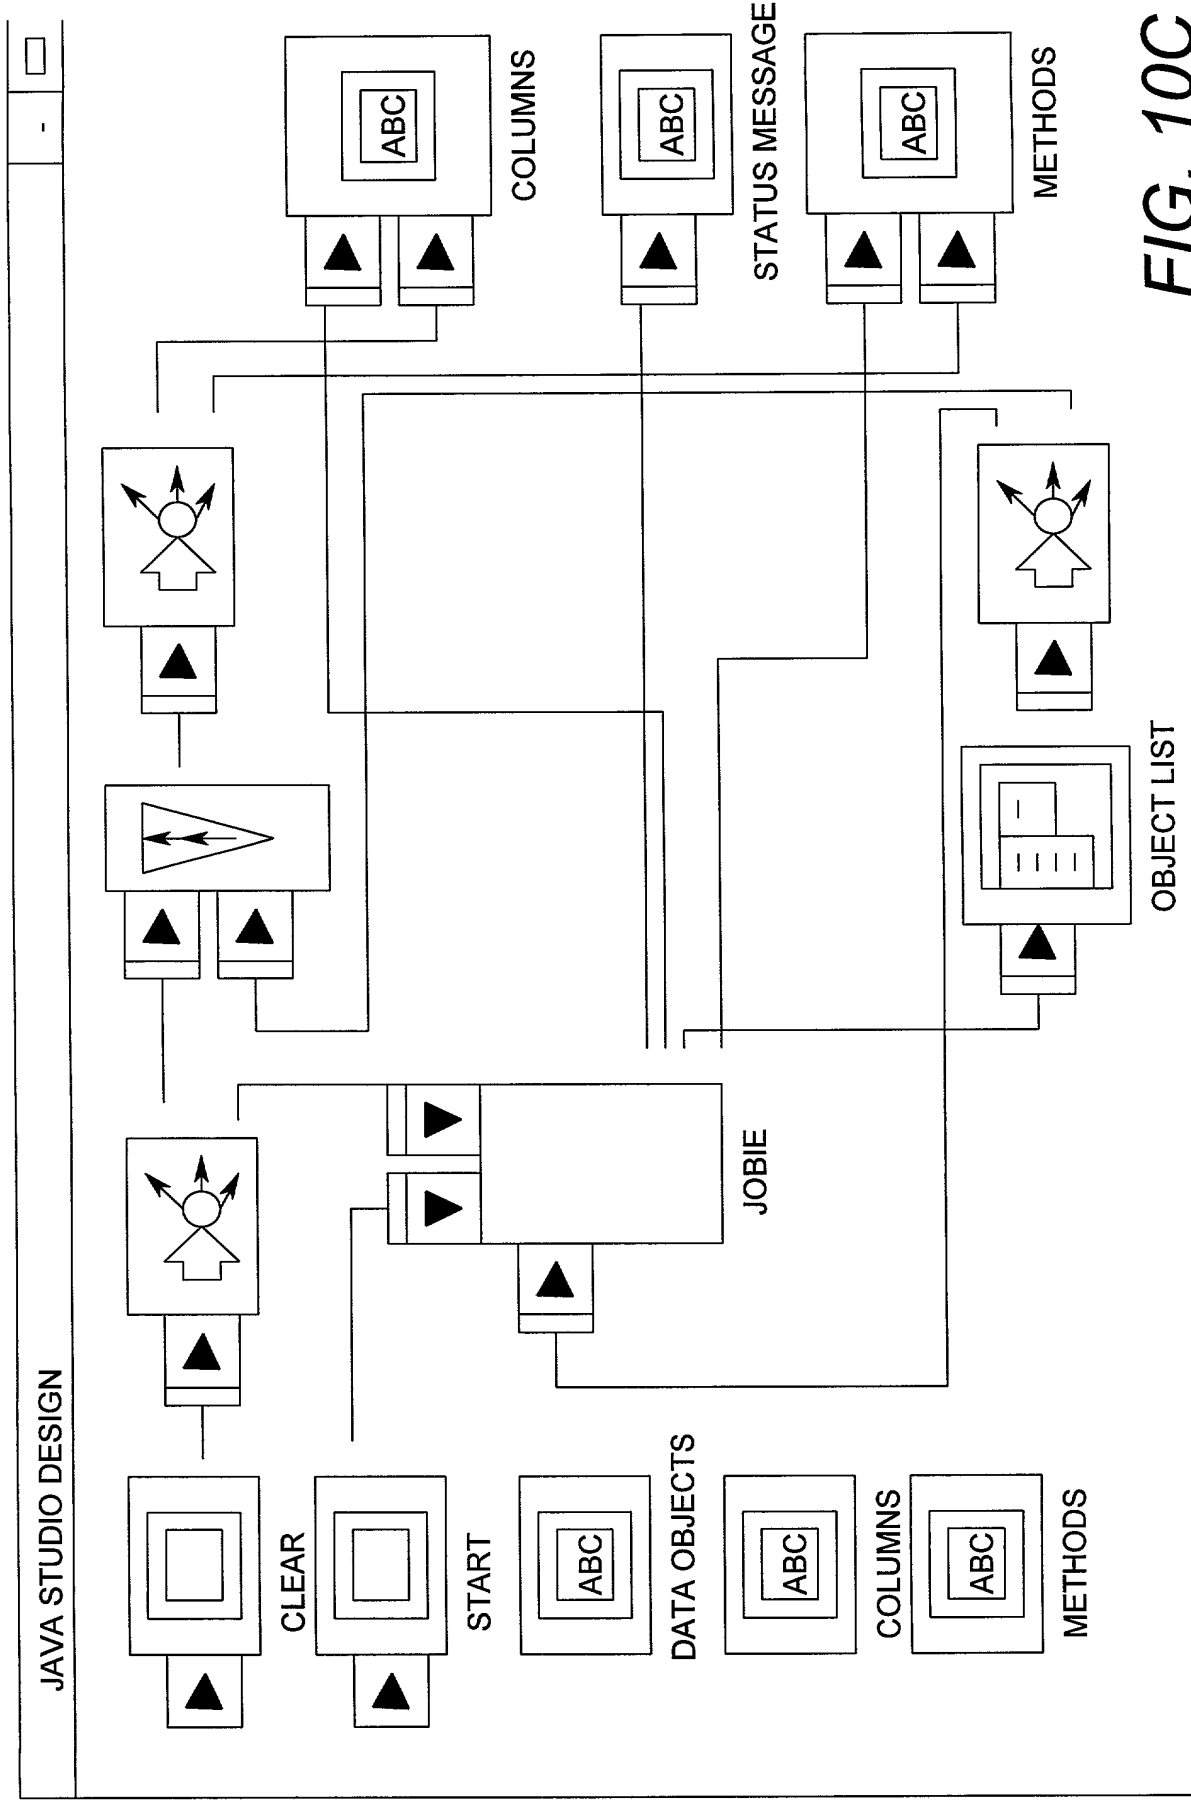 JAVA STUDIO DESIGN
-
CLEAR
START
ABC
DATA OBJECTS
ABC
COLUMNS
ABC
METHODS
JOBIE
OBJECT LIST
ABC
COLUMNS
ABC
STATUS MESSAGE
ABC
METHODS
FIG. 10C